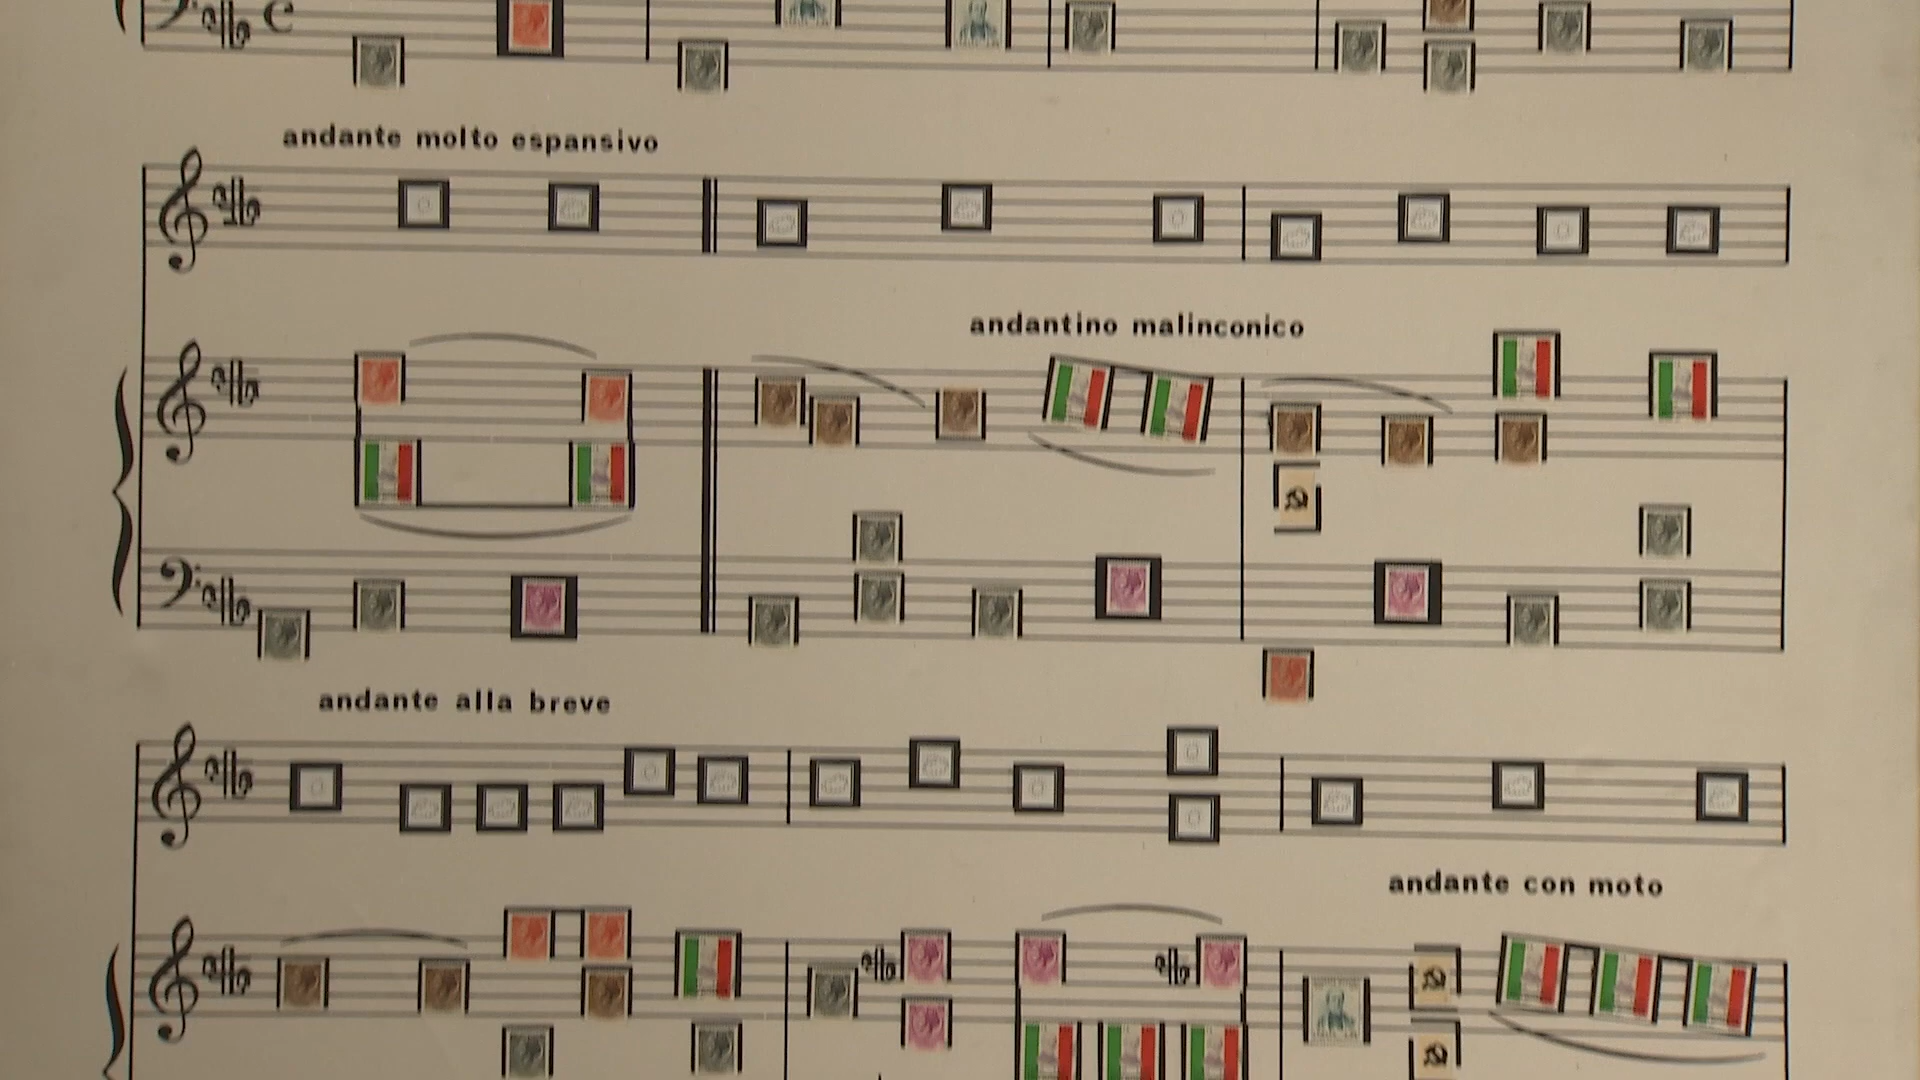 andante molto espansivo
andantino malinconico
andante alla breve
andante con moto